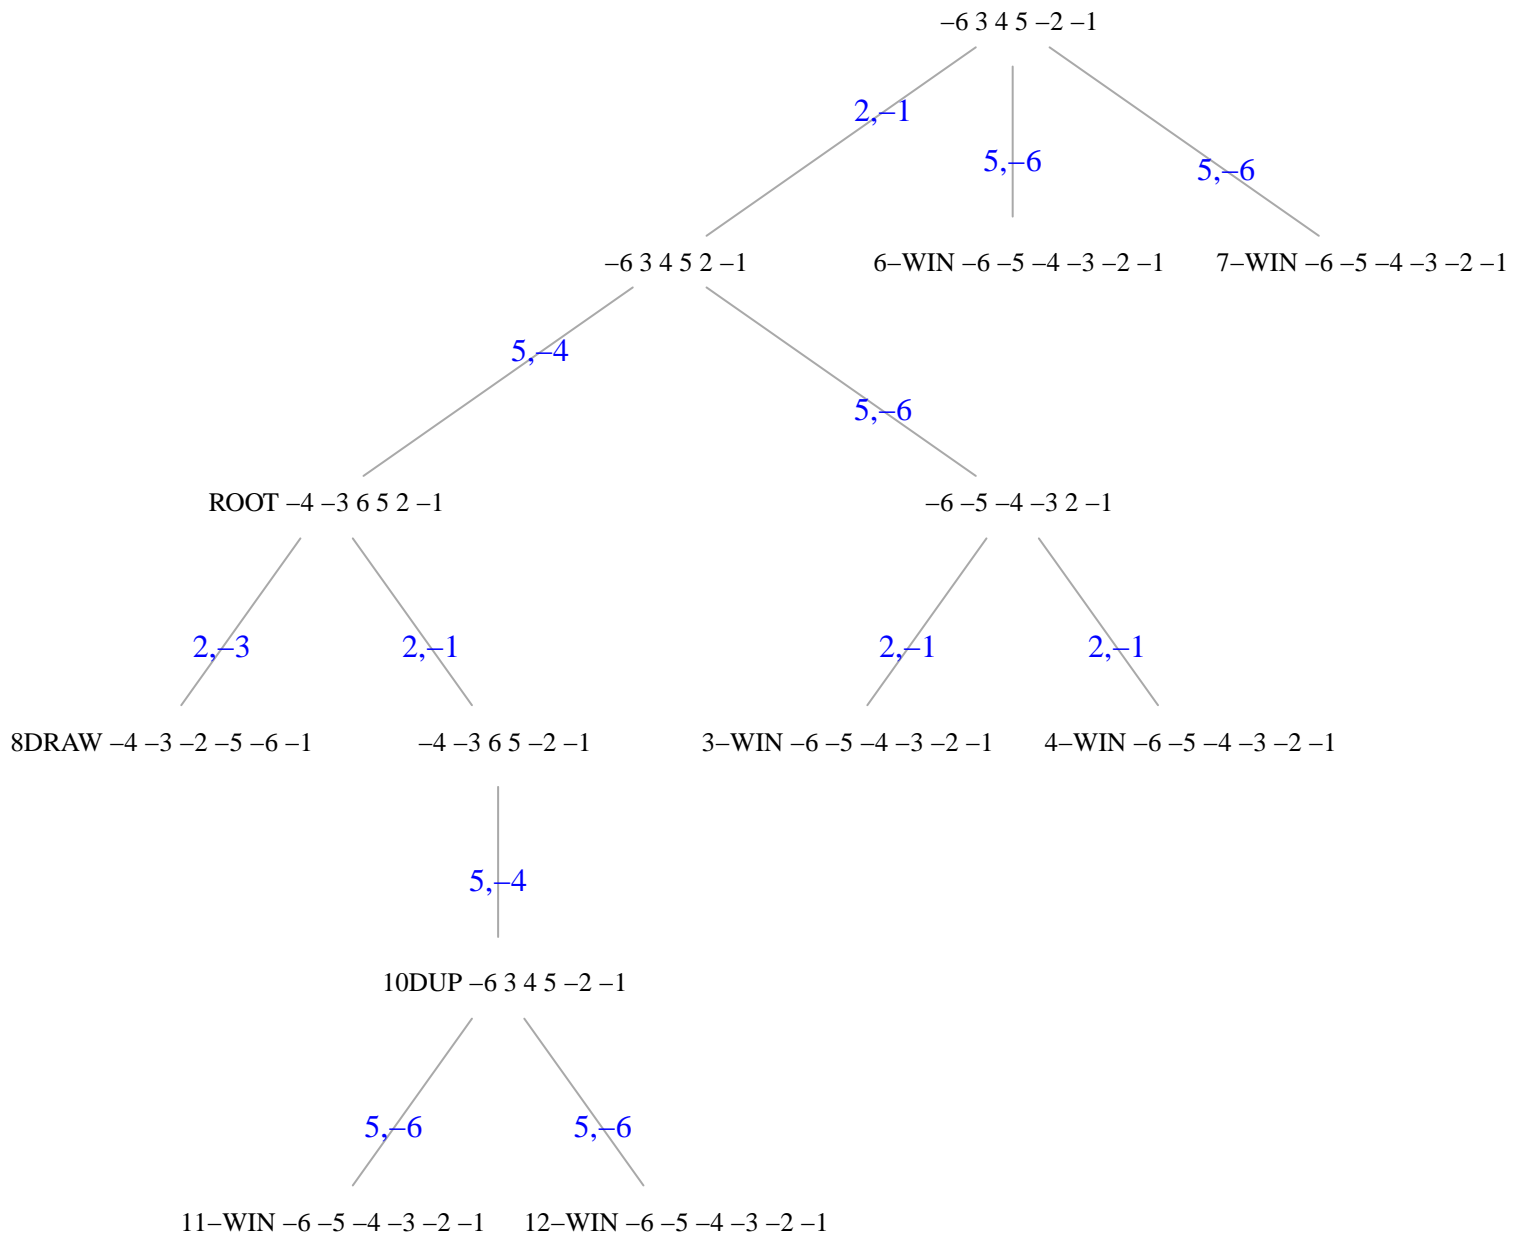 –6 3 4 5 –2 –1
2,–1
5,–6
5,–6
–6 3 4 5 2 –1
6–WIN –6 –5 –4 –3 –2 –1
7–WIN –6 –5 –4 –3 –2 –1
5,–4
5,–6
ROOT –4 –3 6 5 2 –1
–6 –5 –4 –3 2 –1
2,–3
2,–1
2,–1
2,–1
8DRAW –4 –3 –2 –5 –6 –1
–4 –3 6 5 –2 –1
3–WIN –6 –5 –4 –3 –2 –1
4–WIN –6 –5 –4 –3 –2 –1
5,–4
10DUP –6 3 4 5 –2 –1
5,–6
5,–6
11–WIN –6 –5 –4 –3 –2 –1
12–WIN –6 –5 –4 –3 –2 –1